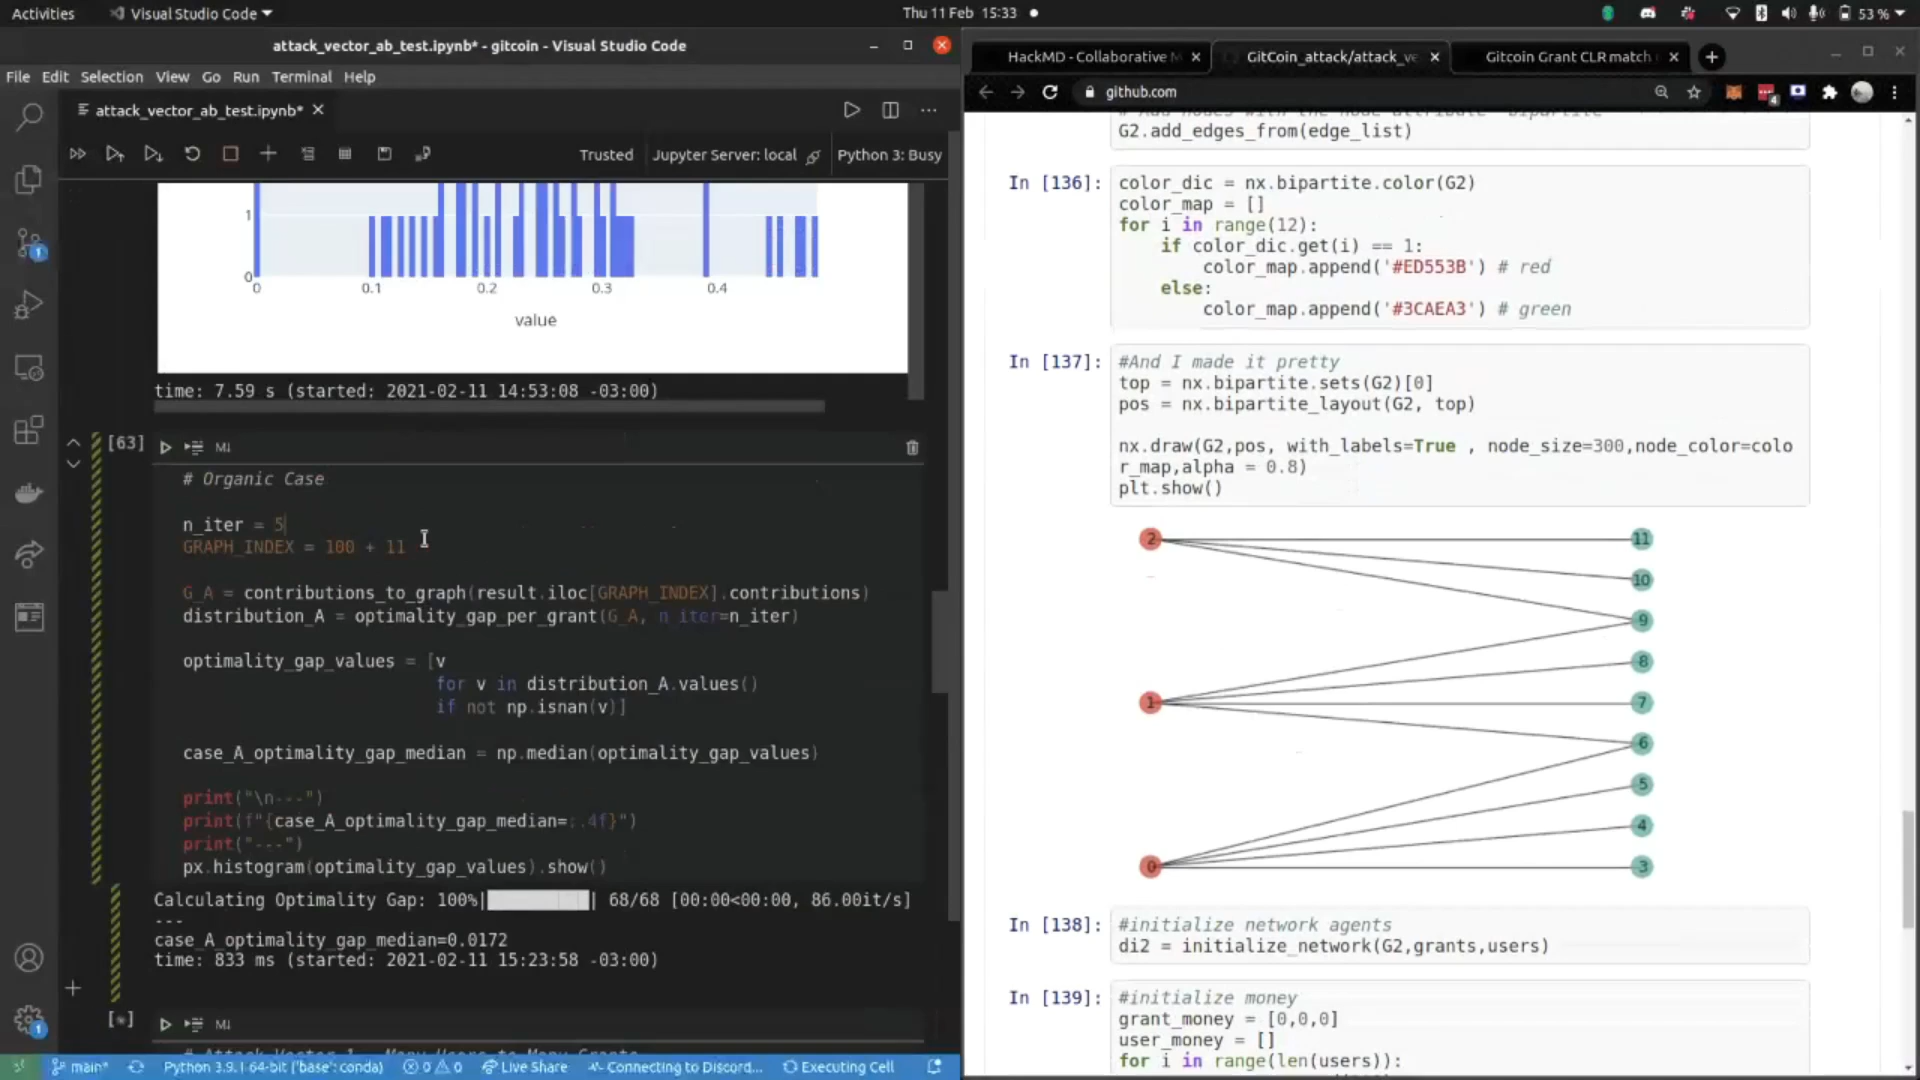 Activities
Visual Studio Code
Thu 11 Feb 15:33
53 %
attack_vector_ab_test.ipynb* - gitcoin - Visual Studio Code
File Edit Selection View Go Run Terminal Help
attack_vector_ab_test.ipynb*
Trusted
Jupyter Server: local
Python 3: Busy
1
0
0 0.1 0.2 0.3 0.4
value
time: 7.59 s (started: 2021-02-11 14:53:08 -03:00)
[63]
M↓
# Organic Case
n_iter = 5
GRAPH_INDEX = 100 + 11
G_A = contributions_to_graph(result.iloc[GRAPH_INDEX].contributions)
distribution_A = optimality_gap_per_grant(G_A, n_iter=n_iter)
optimality_gap_values = [v
for v in distribution_A.values()
if not np.isnan(v)]
case_A_optimality_gap_median = np.median(optimality_gap_values)
print("\n---")
print(f"{case_A_optimality_gap_median=:.4f}")
print("---")
px.histogram(optimality_gap_values).show()
Calculating Optimality Gap: 100%| | 68/68 [00:00<00:00, 86.00it/s]
---
case_A_optimality_gap_median=0.0172
time: 833 ms (started: 2021-02-11 15:23:58 -03:00)
[*]
M↓
1
1
main*
Python 3.9.1 64-bit ('base': conda)
0 0
Live Share
Connecting to Discord...
Executing Cell
HackMD - Collaborative M
GitCoin_attack/attack_ve
Gitcoin Grant CLR match
github.com
4
G2.add_edges_from(edge_list)
In [136]:
color_dic = nx.bipartite.color(G2)
color_map = []
for i in range(12):
if color_dic.get(i) == 1:
color_map.append('#ED553B') # red
else:
color_map.append('#3CAEA3') # green
In [137]:
#And I made it pretty
top = nx.bipartite.sets(G2)[0]
pos = nx.bipartite_layout(G2, top)
nx.draw(G2,pos, with_labels=True , node_size=300,node_color=colo
r_map,alpha = 0.8)
plt.show()
2
11
10
9
8
1
7
6
5
4
0
3
In [138]:
#initialize network agents
di2 = initialize_network(G2,grants,users)
In [139]:
#initialize money
grant_money = [0,0,0]
user_money = []
for i in range(len(users)):